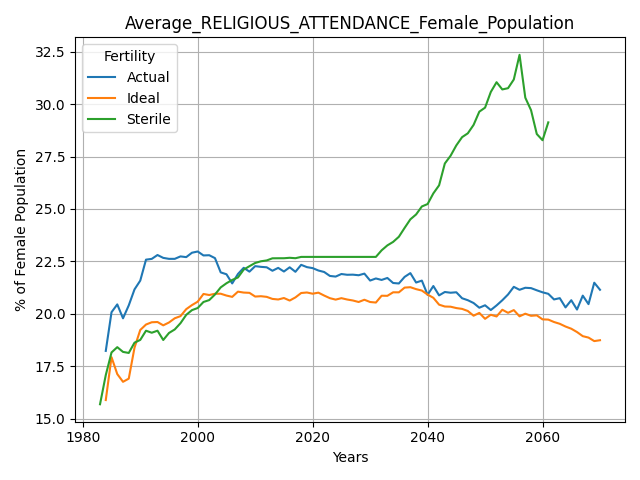 Average_RELIGIOUS_ATTENDANCE_Female_Population
Fertility
Actual
Ideal
Sterile
% of Female Population
32.5
30.0
27.5
25.0
22.5
20.0
17.5
15.0
1980
2000
2020
2040
2060
Years